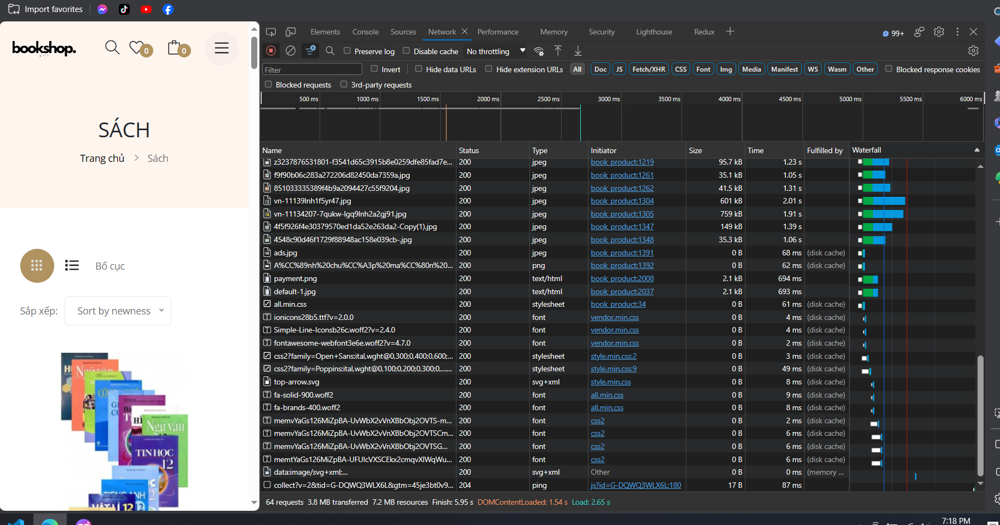 Import favorites
bookshop.
0
0
SÁCH
Trang chủ > Sách
Bố cục
Sắp xếp: Sort by newness
Ngữ văn
TIN HỌC
12
TIẾNG ANH
VẬT LÍ 12
Elements Console Sources Network Performance Memory Security Lighthouse Redux 99+
Preserve log Disable cache No throttling
Filter Invert Hide data URLs Hide extension URLs All Doc JS Fetch/XHR CSS Font Img Media Manifest WS Wasm Other Blocked response cookies
Blocked requests 3rd-party requests
500 ms 1000 ms 1500 ms 2000 ms 2500 ms 3000 ms 3500 ms 4000 ms 4500 ms 5000 ms 5500 ms 6000 ms
Name Status Type Initiator Size Time Fulfilled by Waterfall
z3237876531801-f3541d65c3915b8e0259dfe85fad7e... 200 jpeg book_product:1219 95.7 kB 1.23 s
f9f90b06c283a272206d82450da7359a.jpg 200 jpeg book_product:1261 35.1 kB 1.05 s
851033335389f4b9a2094427c55f9204.jpg 200 jpeg book_product:1262 41.5 kB 1.31 s
vn-11139lnh1f5yr47.jpg 200 jpeg book_product:1304 601 kB 2.01 s
vn-11134207-7qukw-lgq9lnh2a2gj91.jpg 200 jpeg book_product:1305 759 kB 1.91 s
4f5f926f4e30379570ed1da52e263da2-Copy(1).jpg 200 jpeg book_product:1347 149 kB 1.39 s
4548c90d46f1729f88948ac158e039cb-.jpg 200 jpeg book_product:1348 35.3 kB 1.06 s
ads.jpg 200 jpeg book_product:1391 0 B 68 ms (disk cache)
A%CC%89nh%20chu%CC%A3p%20ma%CC%80n%20... 200 png book_product:1392 0 B 62 ms (disk cache)
payment.png 200 text/html book_product:2008 2.1 kB 694 ms
default-1.jpg 200 text/html book_product:2037 2.1 kB 693 ms
all.min.css 200 stylesheet book_product:34 0 B 61 ms (disk cache)
ionicons28b5.ttf?v=2.0.0 200 font vendor.min.css 0 B 4 ms (disk cache)
Simple-Line-Iconsb26c.woff2?v=2.4.0 200 font vendor.min.css 0 B 4 ms (disk cache)
fontawesome-webfont3e6e.woff2?v=4.7.0 200 font vendor.min.css 0 B 2 ms (disk cache)
css2?family=Open+Sans:ital,wght@0,300;0,400;0,600;... 200 stylesheet style.min.css:2 0 B 3 ms (disk cache)
css2?family=Poppins:ital,wght@0,100;0,200;0,300;0,...... 200 stylesheet style.min.css:9 0 B 49 ms (disk cache)
top-arrow.svg 200 svg+xml style.min.css 0 B 8 ms (disk cache)
fa-solid-900.woff2 200 font all.min.css 0 B 9 ms (disk cache)
fa-brands-400.woff2 200 font all.min.css 0 B 8 ms (disk cache)
memvYaGs126MiZpBA-UvWbX2vVnXBbObj2OVTS-m... 200 font css2 0 B 2 ms (disk cache)
memvYaGs126MiZpBA-UvWbX2vVnXBbObj2OVTSCm... 200 font css2 0 B 6 ms (disk cache)
memvYaGs126MiZpBA-UvWbX2vVnXBbObj2OVTSG... 200 font css2 0 B 6 ms (disk cache)
memtYaGs126MiZpBA-UFUIcVXSCEkx2cmqvXlWqWu... 200 font css2 0 B 6 ms (disk cache)
data:image/svg+xml;... 200 svg+xml Other 0 B 0 ms (memory ...
collect?v=2&tid=G-DQWQ3WLX6L&gtm=45je3bt0v9... 204 ping js?id=G-DQWQ3WLX6L:180 17 B 87 ms
64 requests 3.8 MB transferred 7.2 MB resources Finish: 5.95 s DOMContentLoaded: 1.54 s Load: 2.65 s
7:18 PM